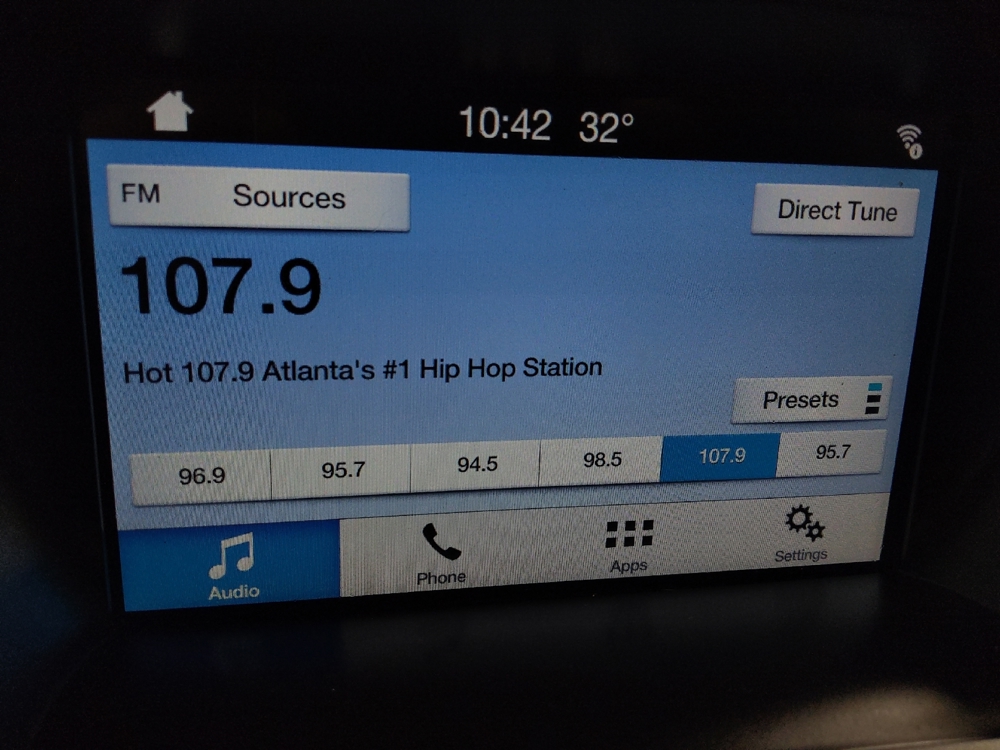 10:42 32°
FM Sources
Direct Tune
107.9
Hot 107.9 Atlanta's #1 Hip Hop Station
Presets
96.9 95.7 94.5 98.5 107.9 95.7
Audio Phone Apps Settings